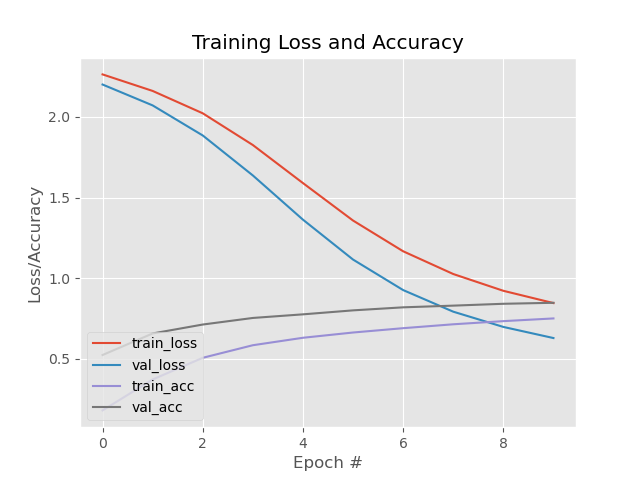 Training Loss and Accuracy
Loss/Accuracy
2.0
1.5
1.0
0.5
train_loss
val_loss
train_acc
val_acc
0 2 4 6 8
Epoch #